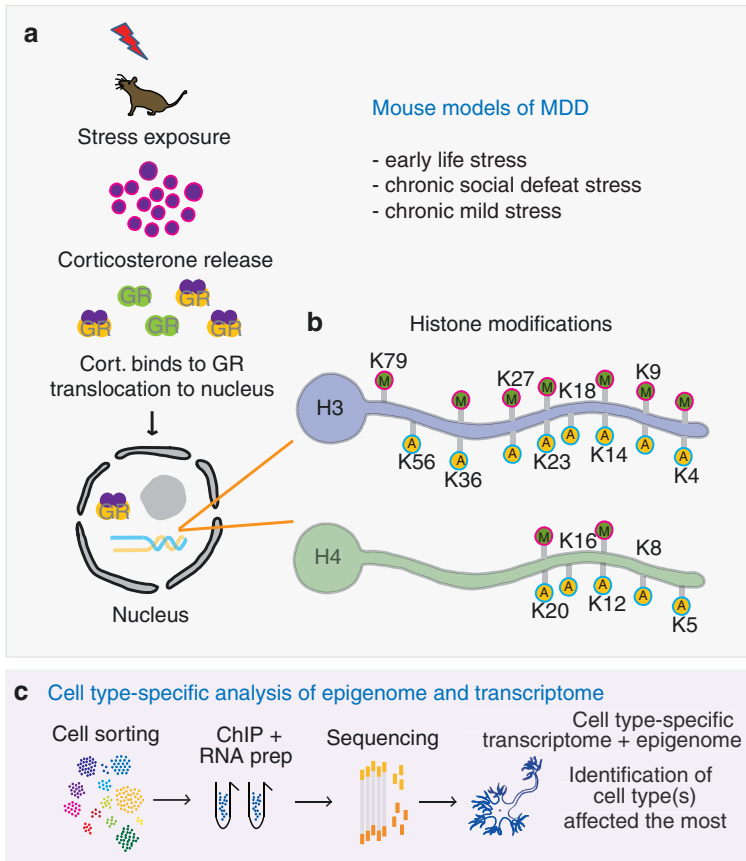 a
Stress exposure
Mouse models of MDD
- early life stress
- chronic social defeat stress
- chronic mild stress
Corticosterone release
GR
GR
GR
GR
GR
Cort. binds to GR
translocation to nucleus
GR
Nucleus
b
Histone modifications
H3
K79
K27
K18
K9
M
M
M
M
M
M
M
A
A
A
A
A
A
A
A
K56
K36
K23
K14
K4
H4
K16
K8
M
M
A
A
A
A
A
K20
K12
K5
c
Cell type-specific analysis of epigenome and transcriptome
Cell sorting
ChIP +
RNA prep
Sequencing
Cell type-specific
transcriptome + epigenome
Identification of
cell type(s)
affected the most